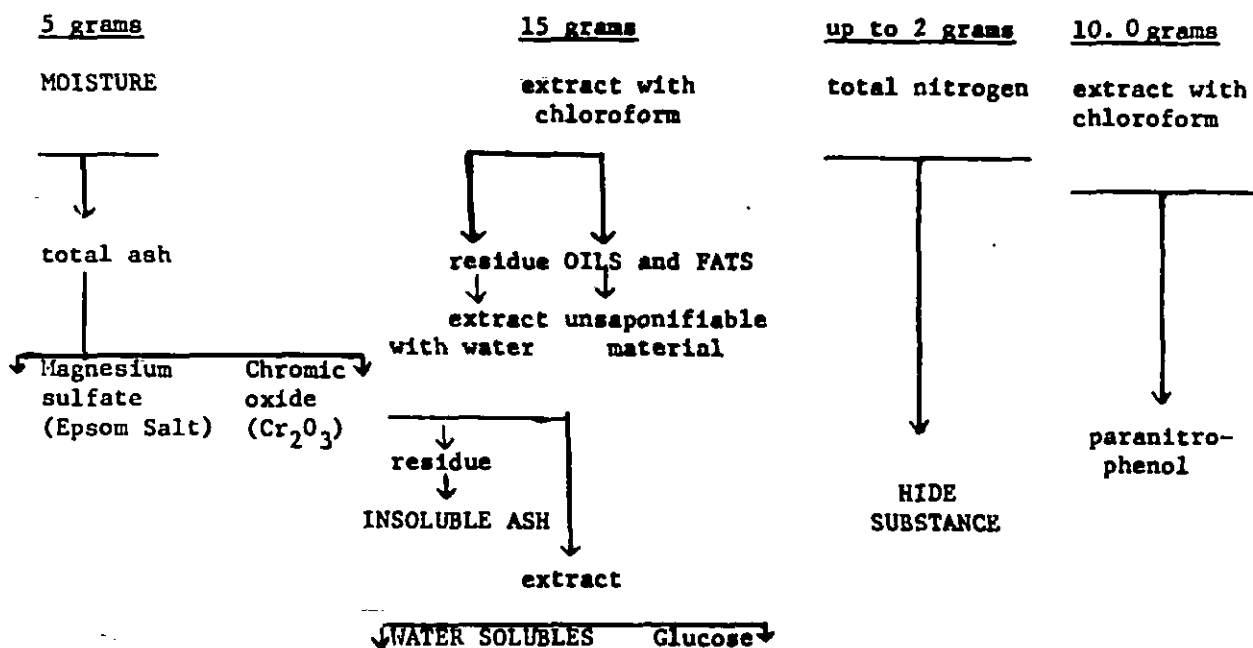 5 grams
MOISTURE
total ash
Magnesium
sulfate
(Epsom Salt)
Chromic
oxide
(Cr2O3)
15 grams
extract with
chloroform
residue OILS and FATS
extract unsaponifiable
with water material
residue
INSOLUBLE ASH
extract
WATER SOLUBLES Glucose
up to 2 grams
total nitrogen
HIDE
SUBSTANCE
10.0 grams
extract with
chloroform
paranitro-
phenol